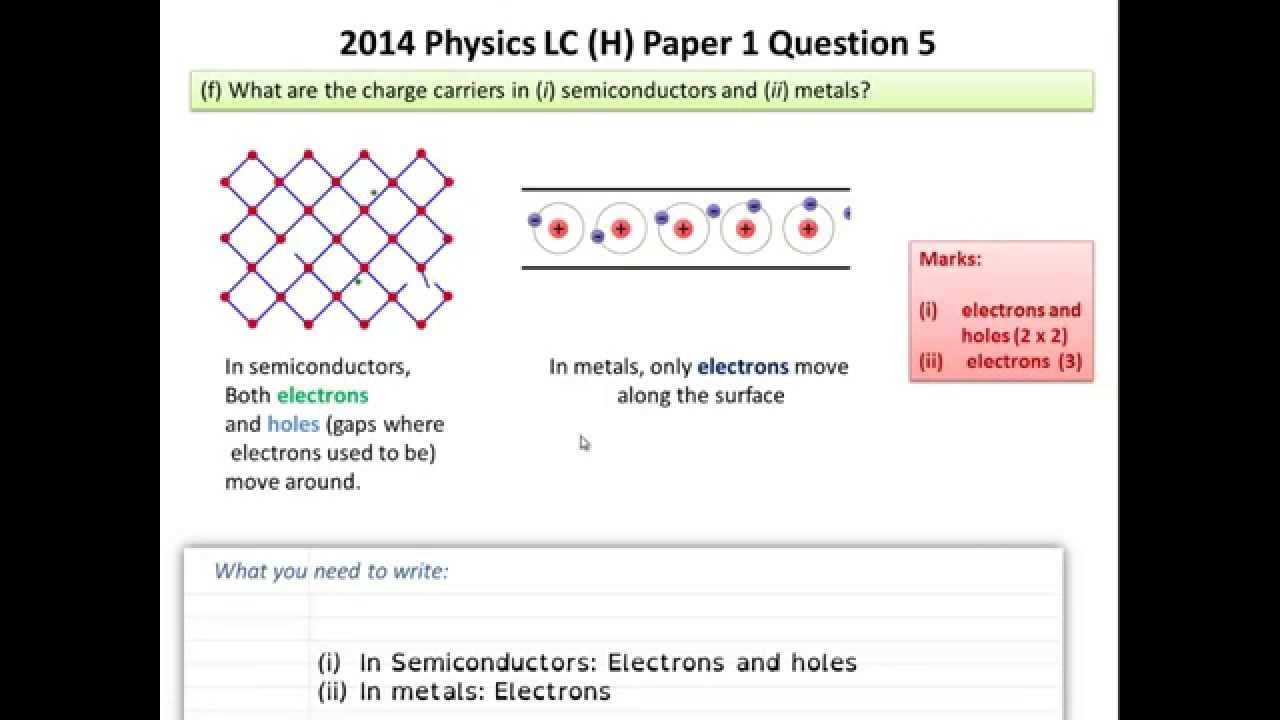 2014 Physics LC (H) Paper 1 Question 5
(f) What are the charge carriers in (i) semiconductors and (ii) metals?
In semiconductors,
Both electrons
and holes (gaps where
electrons used to be)
move around.
In metals, only electrons move
along the surface
Marks:
(i) electrons and
holes (2 x 2)
(ii) electrons (3)
What you need to write:
(i) In Semiconductors: Electrons and holes
(ii) In metals: Electrons